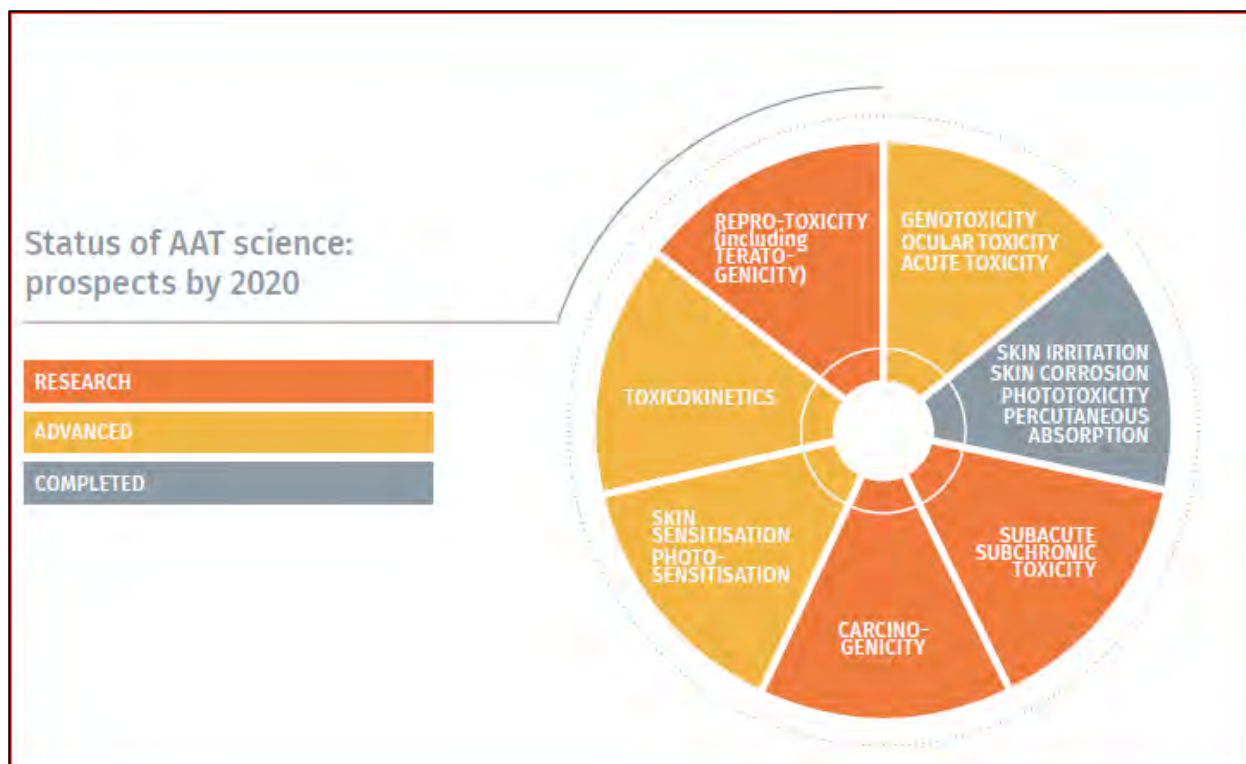 Status of AAT science:
prospects by 2020
RESEARCH
ADVANCED
COMPLETED
REPRO-TOXICITY
(including
TERATO-
GENICITY)
GENOTOXICITY
OCULAR TOXICITY
ACUTE TOXICITY
SKIN IRRITATION
SKIN CORROSION
PHOTOTOXICITY
PERCUTANEOUS
ABSORPTION
SUBACUTE
SUBCHRONIC
TOXICITY
CARCINO-
GENICITY
SKIN
SENSITISATION
PHOTO-
SENSITISATION
TOXICOKINETICS